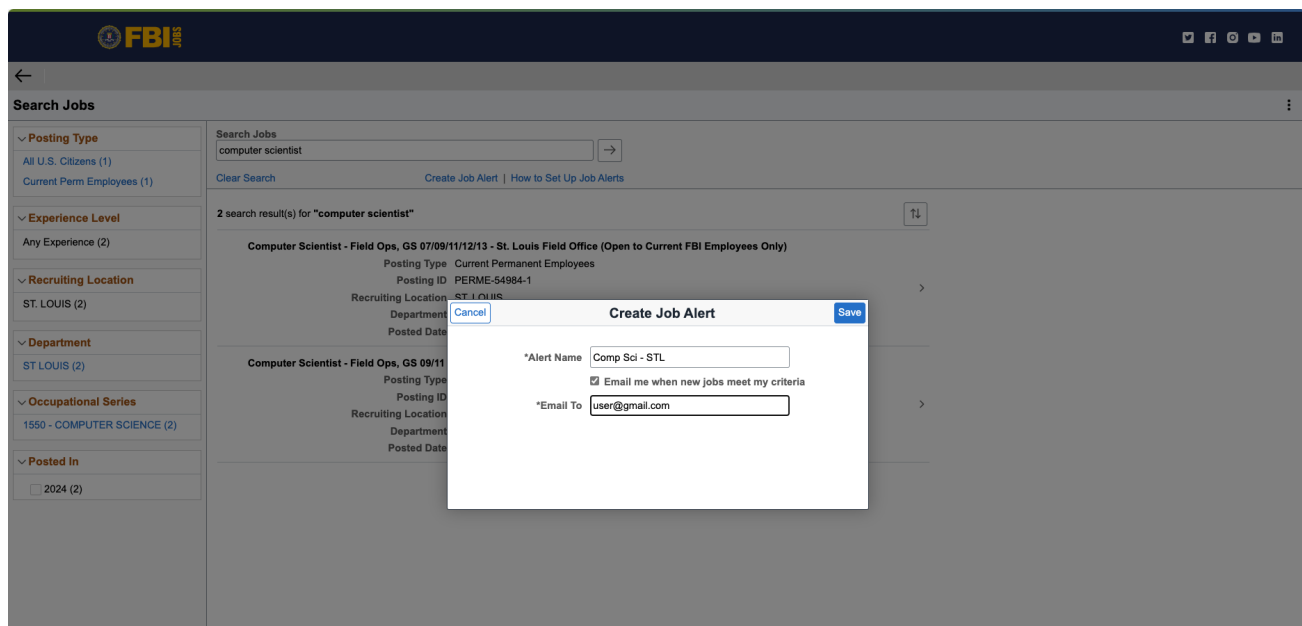 FBI JOBS
Search Jobs
Posting Type
All U.S. Citizens (1)
Current Perm Employees (1)
Experience Level
Any Experience (2)
Recruiting Location
ST. LOUIS (2)
Department
ST LOUIS (2)
Occupational Series
1550 - COMPUTER SCIENCE (2)
Posted In
2024 (2)
Search Jobs
computer scientist
Clear Search
Create Job Alert | How to Set Up Job Alerts
2 search result(s) for "computer scientist"
Computer Scientist - Field Ops, GS 07/09/11/12/13 - St. Louis Field Office (Open to Current FBI Employees Only)
Posting Type Current Permanent Employees
Posting ID PERME-54984-1
Recruiting Location ST. LOUIS
Department
Posted Date
Computer Scientist - Field Ops, GS 09/11
Posting Type
Posting ID
Recruiting Location
Department
Posted Date
Cancel
Create Job Alert
Save
*Alert Name Comp Sci - STL
Email me when new jobs meet my criteria
*Email To user@gmail.com